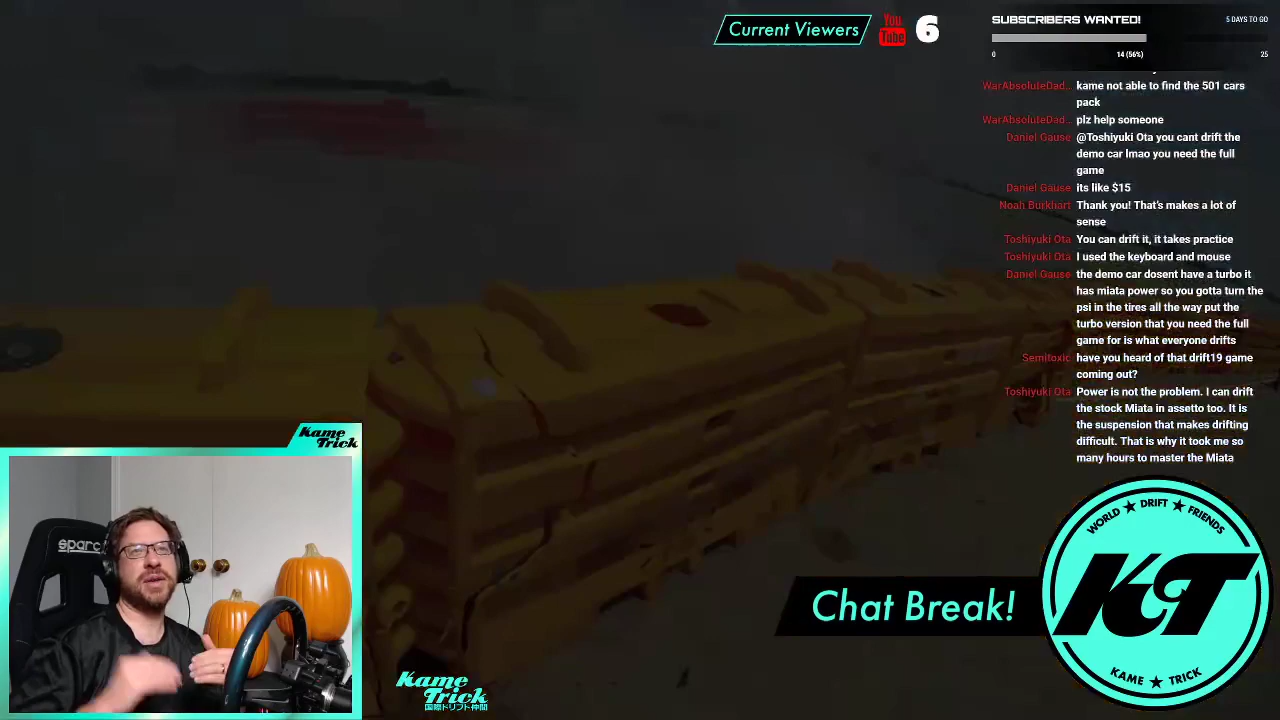 Current Viewers
You
Tube
6
SUBSCRIBERS WANTED!
5 DAYS TO GO
0
14 (56%)
25
WarAbsoluteDad..
kame not able to find the 501 cars
pack
WarAbsoluteDad..
plz help someone
Daniel Gause
@Toshiyuki Ota you cant drift the
demo car lmao you need the full
game
Daniel Gause
its like $15
Noah Burkhart
Thank you! That's makes a lot of
sense
Toshiyuki Ota
You can drift it, it takes practice
Toshiyuki Ota
I used the keyboard and mouse
Daniel Gause
the demo car dosent have a turbo it
has miata power so you gotta turn the
psi in the tires all the way put the
turbo version that you need the full
game for is what everyone drifts
Semitoxic
have you heard of that drift19 game
coming out?
Toshiyuki Ota
Power is not the problem. I can drift
the stock Miata in assetto too. It is
the suspension that makes drifting
difficult. That is why it took me so
many hours to master the Miata
Kame
Trick
sparc
Kame
Trick
国際ドリフト仲間
Chat Break!
WORLD ★ DRIFT ★ FRIENDS
KT
KAME ★ TRICK